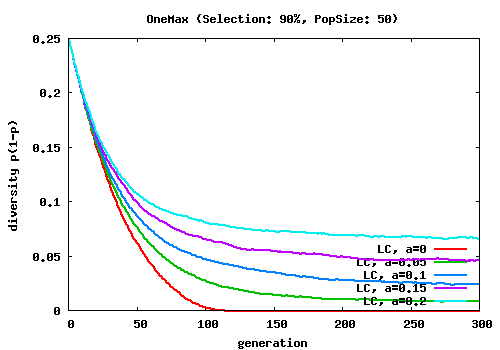 OneMax (Selection: 90%, PopSize: 50)
diversity p(1-p)
0.25
0.2
0.15
0.1
0.05
0
LC, a=0
LC, a=0.05
LC, a=0.1
LC, a=0.15
LC, a=0.2
0 50 100 150 200 250 300
generation